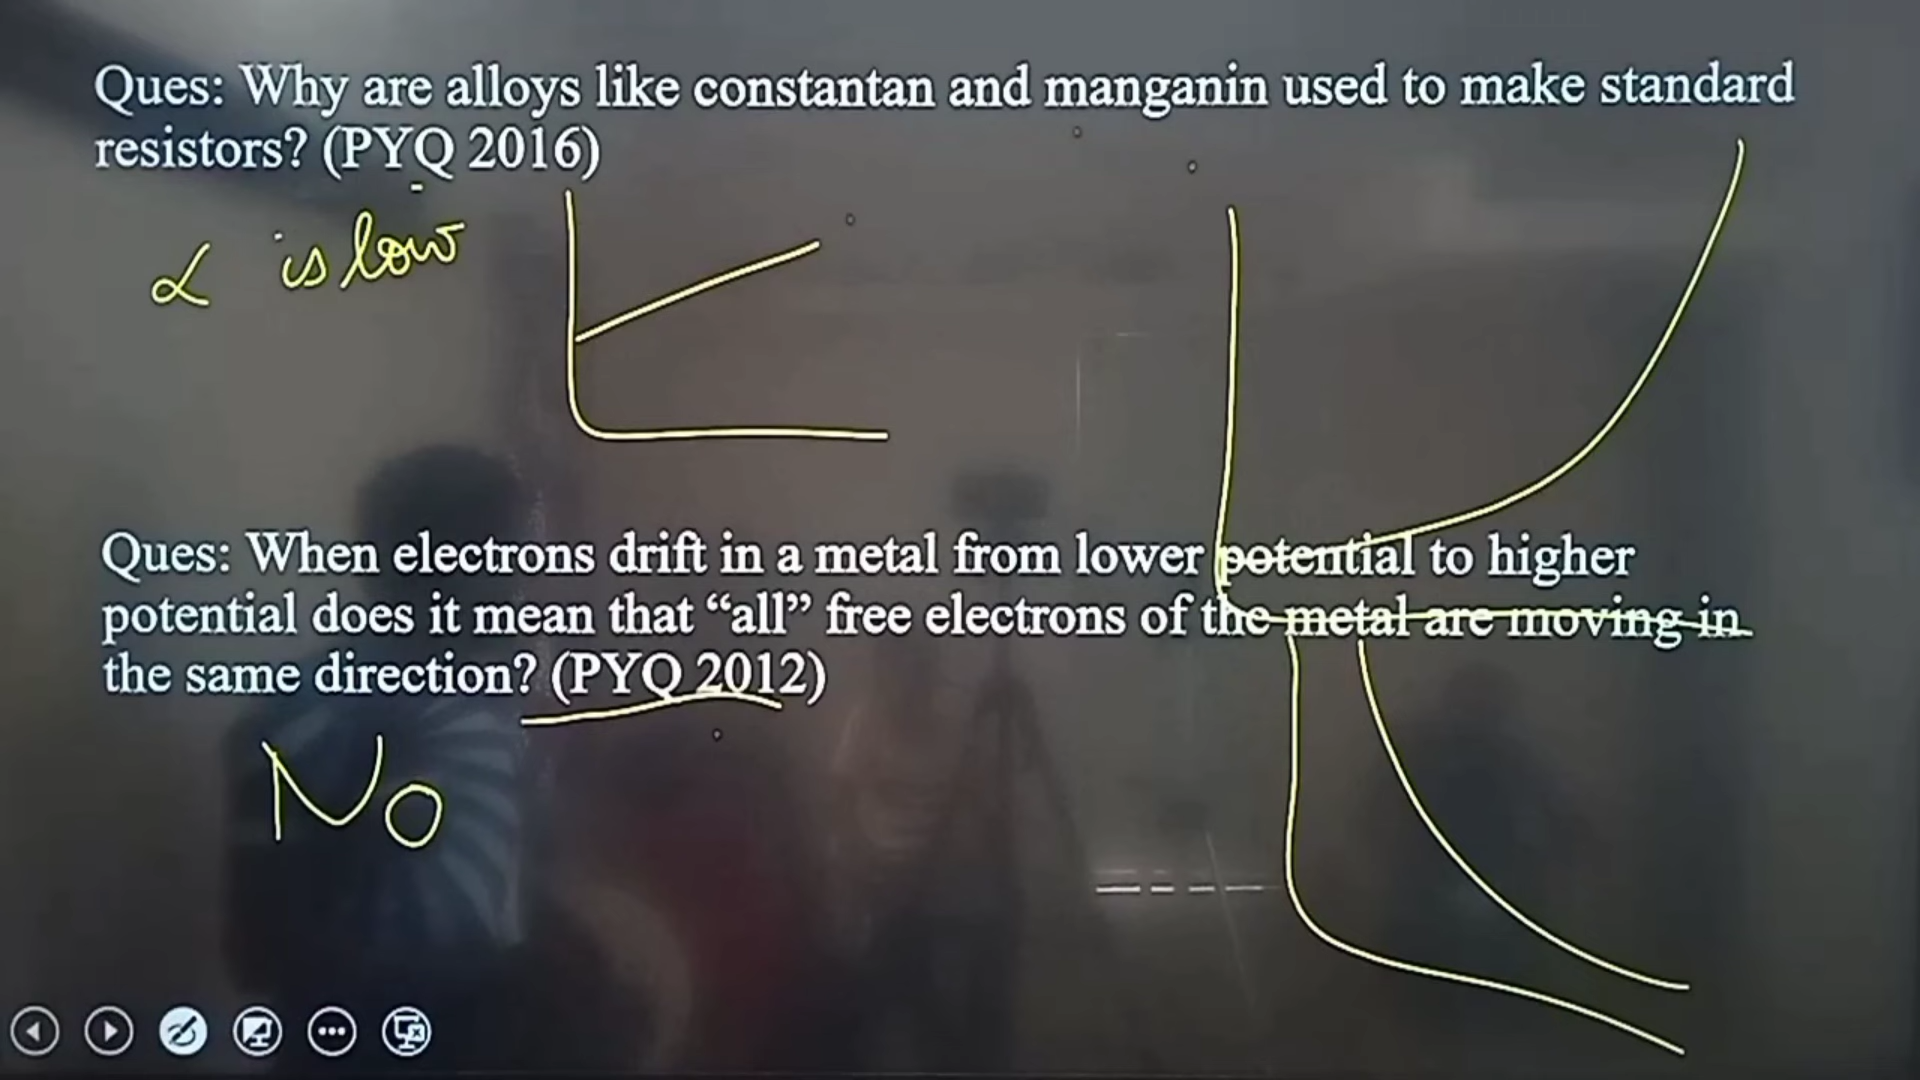 Ques: Why are alloys like constantan and manganin used to make standard
resistors? (PYQ 2016)
α is low
Ques: When electrons drift in a metal from lower potential to higher
potential does it mean that “all” free electrons of the metal are moving in
the same direction? (PYQ 2012)
No